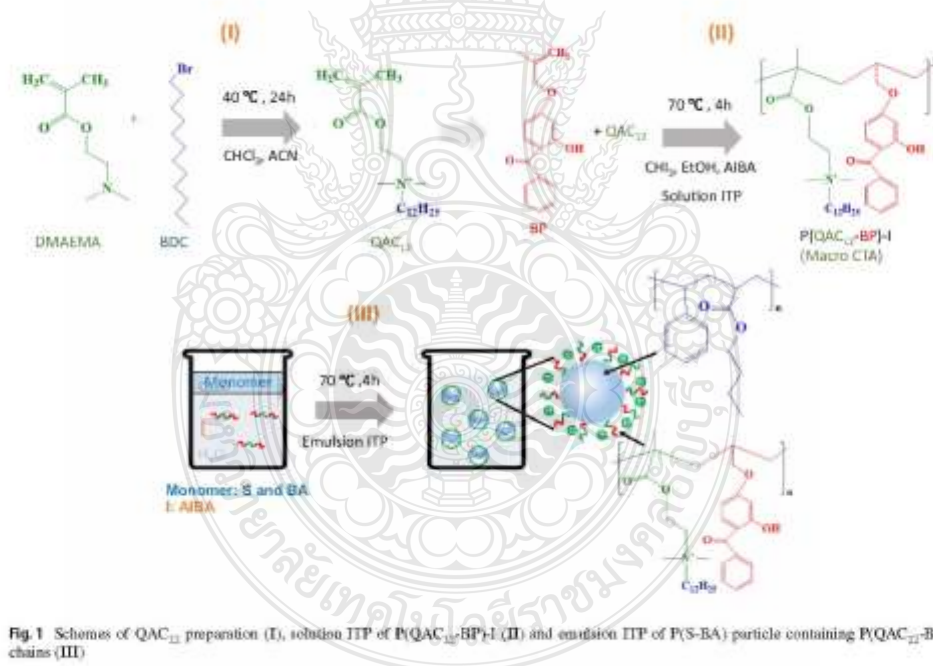 (I)
(II)
H₂C
CH₃
O
O
N
DMAEMA
+
Br
BDC
40 ℃ , 24h
CHCl₃, ACN
H₂C
CH₃
O
O
N⁺
C₁₂H₂₅
QAC₁₂
CH₃
O
OH
O
BP
+ QAC₁₂
70 ℃, 4h
CHI₃, EtOH, AIBA
Solution ITP
O
O
O
OH
O
N⁺
C₁₂H₂₅
P[QAC₁₂-BP]-I
(Macro CTA)
(III)
Monomer
70 ℃ ,4h
Emulsion ITP
Monomer: S and BA
I: AIBA
O
O
n
O
O
O
OH
O
n
C₁₂H₂₅
Fig. 1 Schemes of QAC₁₂ preparation (I), solution ITP of P(QAC₁₂-BP)-I (II) and emulsion ITP of P(S-BA) particle containing P(QAC₁₂-B
chains (III)